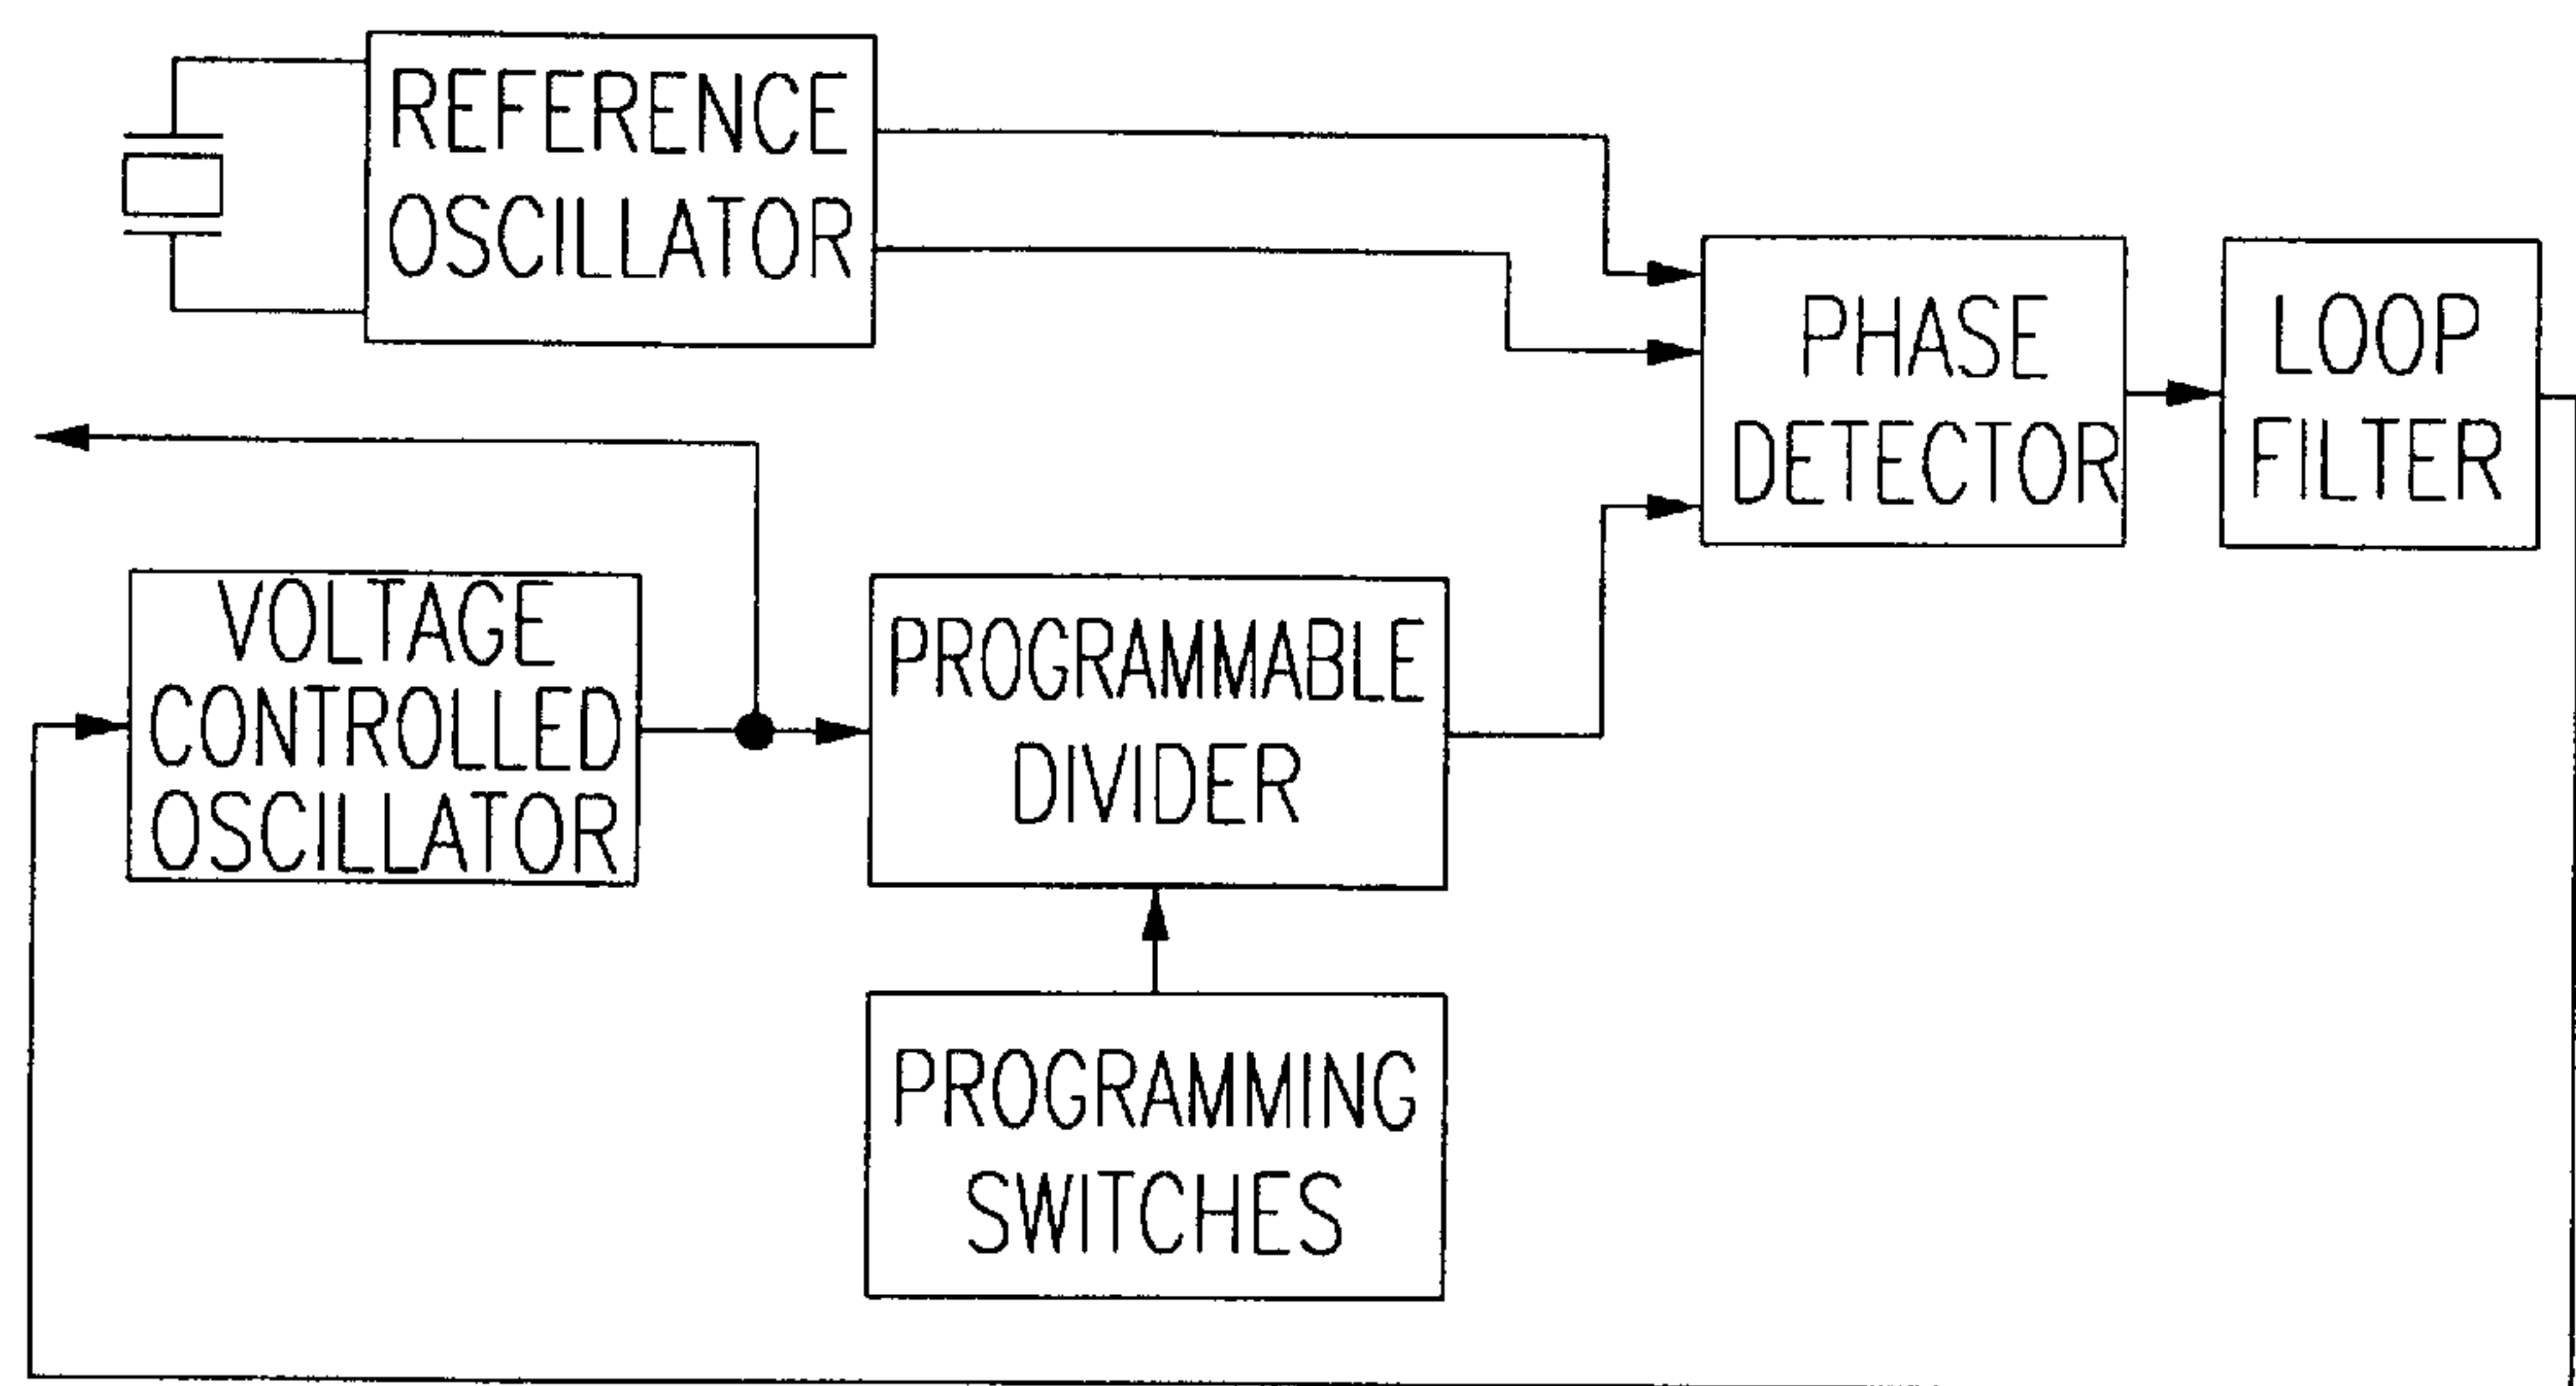 REFERENCE
OSCILLATOR
PHASE
DETECTOR
LOOP
FILTER
VOLTAGE
CONTROLLED
OSCILLATOR
PROGRAMMABLE
DIVIDER
PROGRAMMING
SWITCHES